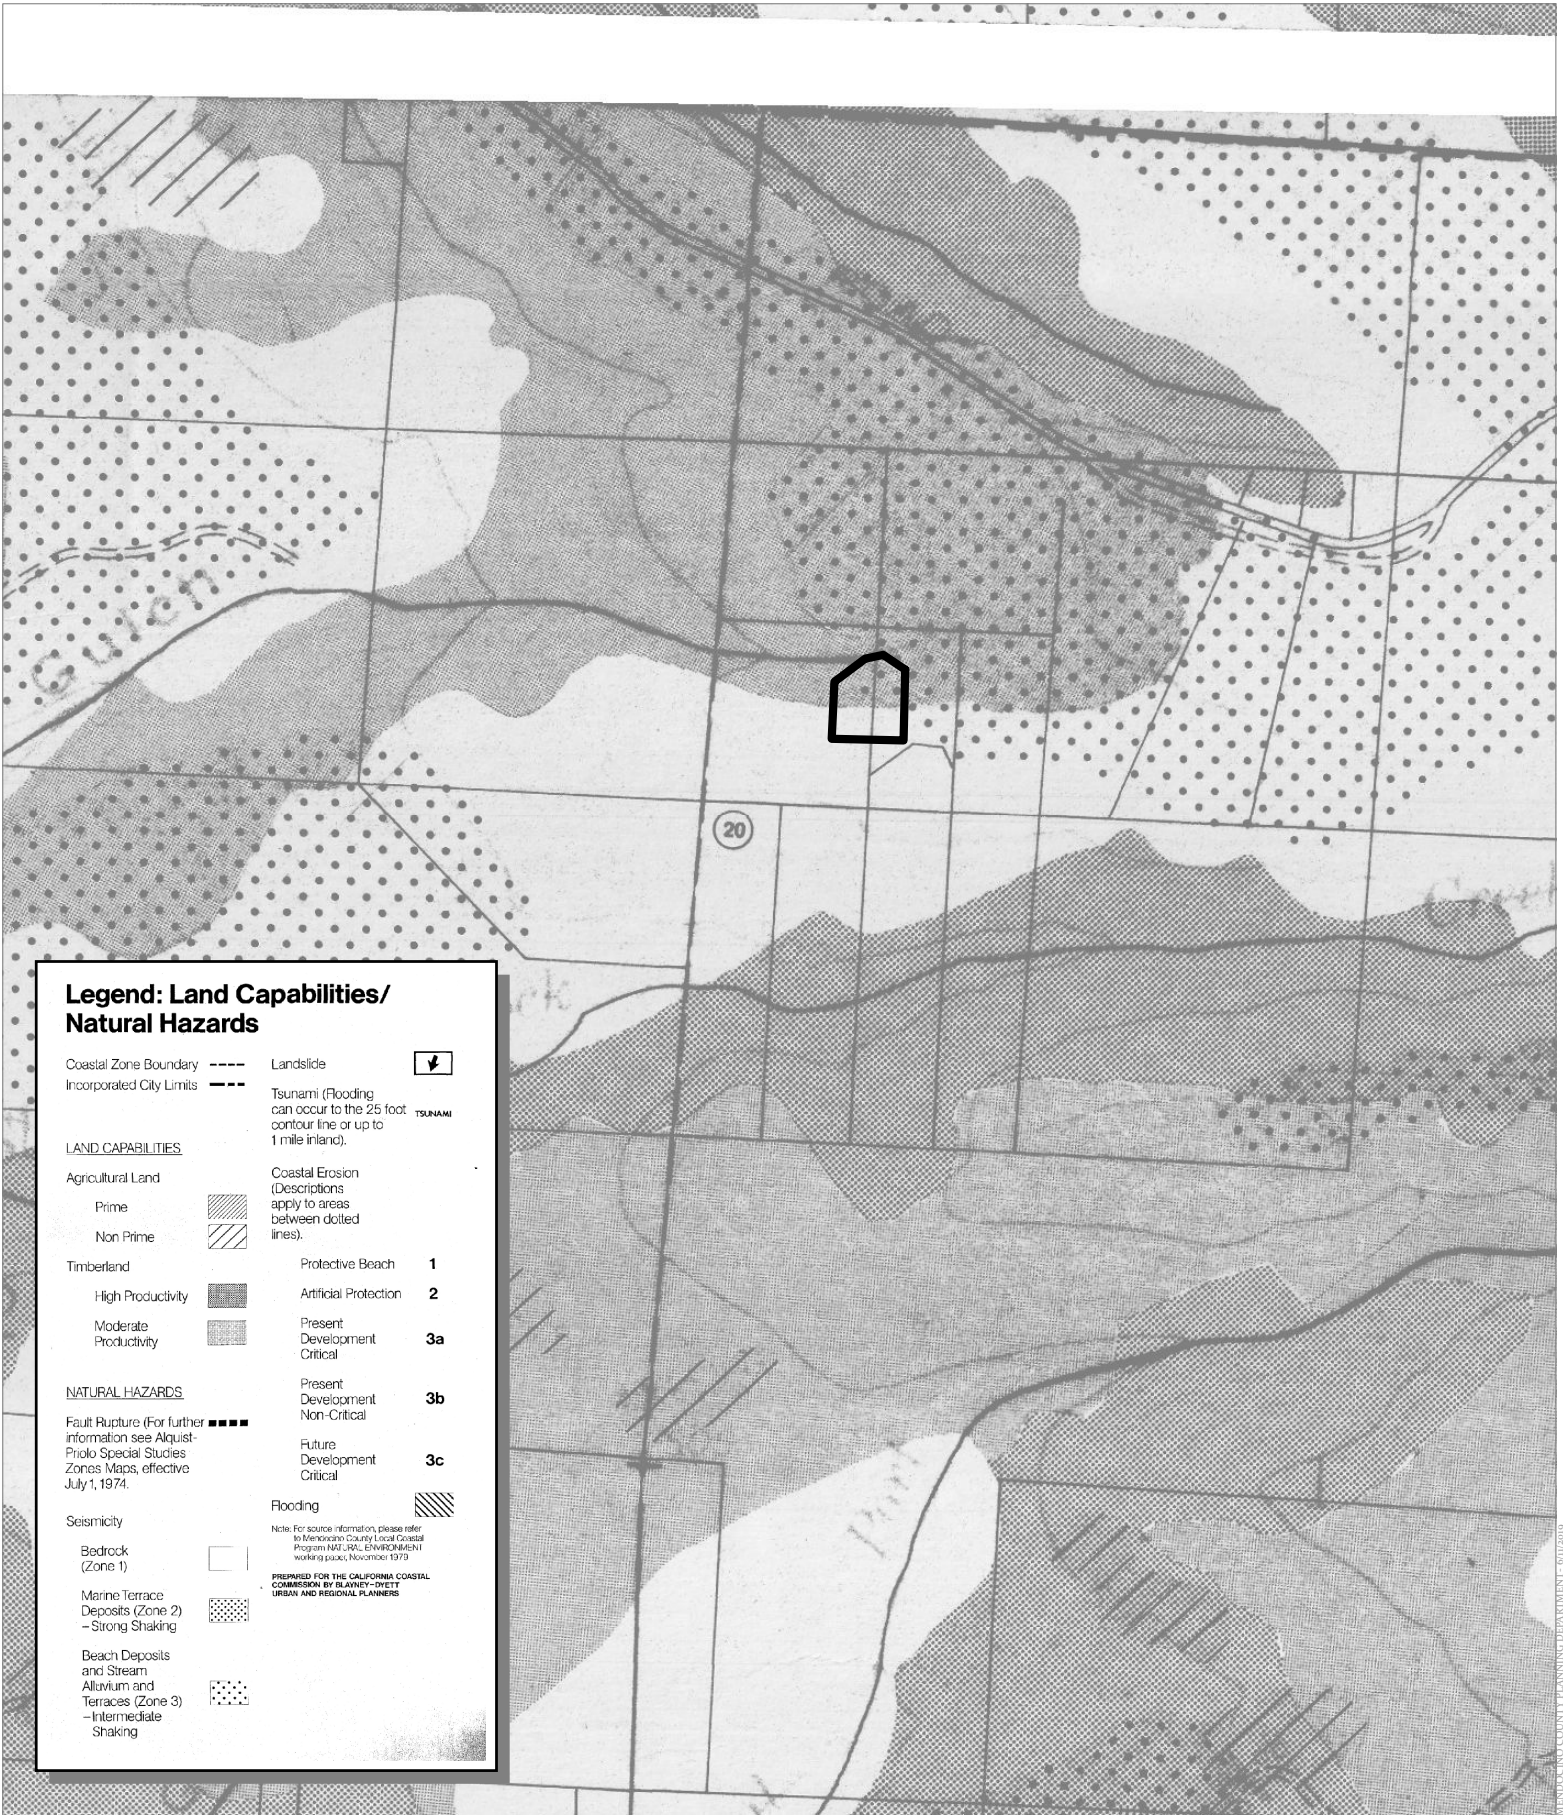 Gulch
20
Creek
Legend: Land Capabilities/
Natural Hazards
Coastal Zone Boundary
Incorporated City Limits
LAND CAPABILITIES
Agricultural Land
Prime
Non Prime
Timberland
High Productivity
Moderate
Productivity
NATURAL HAZARDS
Fault Rupture (For further
information see Alquist-
Priolo Special Studies
Zones Maps, effective
July 1, 1974.
Seismicity
Bedrock
(Zone 1)
Marine Terrace
Deposits (Zone 2)
–Strong Shaking
Beach Deposits
and Stream
Alluvium and
Terraces (Zone 3)
–Intermediate
Shaking
Landslide
Tsunami (Flooding
can occur to the 25 foot
contour line or up to
1 mile inland).
TSUNAMI
Coastal Erosion
(Descriptions
apply to areas
between dotted
lines).
Protective Beach 1
Artificial Protection 2
Present
Development
Critical
3a
Present
Development
Non-Critical
3b
Future
Development
Critical
3c
Flooding
Note: For source information, please refer
to Mendocino County Local Coastal
Program NATURAL ENVIRONMENT
working paper, November 1979
PREPARED FOR THE CALIFORNIA COASTAL
COMMISSION BY BLAYNEY–DYETT
URBAN AND REGIONAL PLANNERS
MENDOCINO COUNTY PLANNING DEPARTMENT